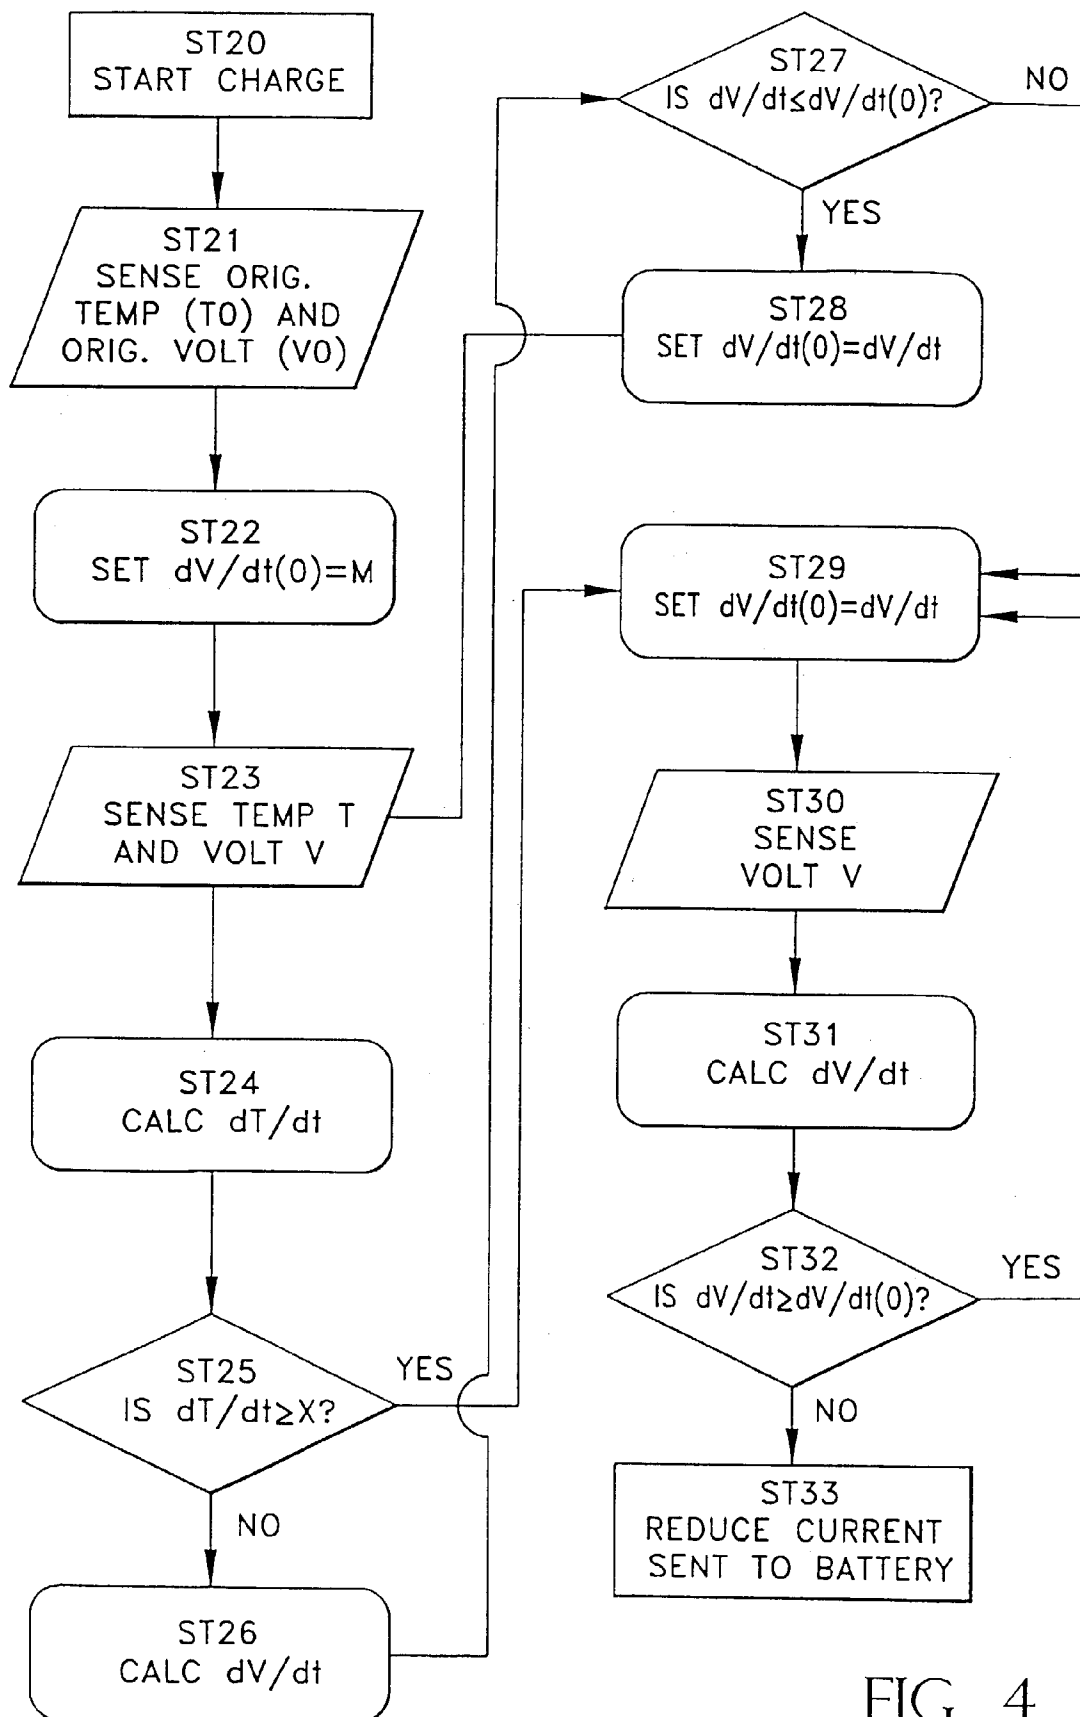 ST20
START CHARGE
ST21
SENSE ORIG.
TEMP (TO) AND
ORIG. VOLT (VO)
ST22
SET dV/dt(0)=M
ST23
SENSE TEMP T
AND VOLT V
ST24
CALC dT/dt
ST25
IS dT/dt≥X?
YES
NO
ST26
CALC dV/dt
ST27
IS dV/dt≤dV/dt(0)?
NO
YES
ST28
SET dV/dt(0)=dV/dt
ST29
SET dV/dt(0)=dV/dt
ST30
SENSE
VOLT V
ST31
CALC dV/dt
ST32
IS dV/dt≥dV/dt(0)?
YES
NO
ST33
REDUCE CURRENT
SENT TO BATTERY
FIG 4